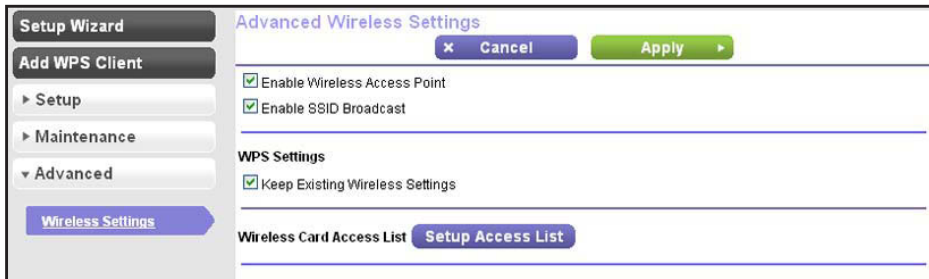 Setup Wizard
Add WPS Client
Setup
Maintenance
Advanced
Wireless Settings
Advanced Wireless Settings
Cancel
Apply
Enable Wireless Access Point
Enable SSID Broadcast
WPS Settings
Keep Existing Wireless Settings
Wireless Card Access List Setup Access List